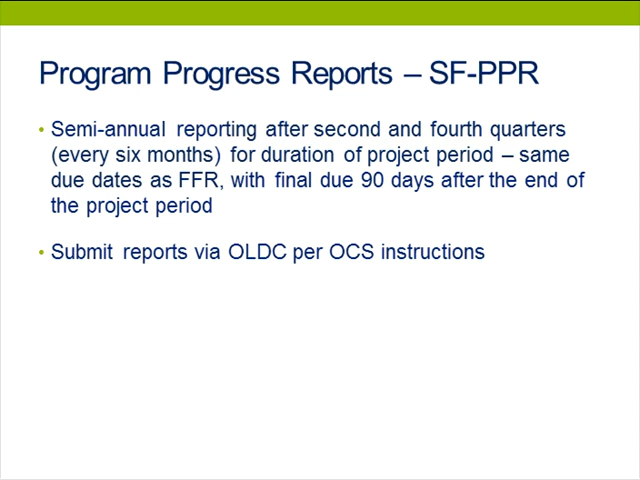 Program Progress Reports – SF-PPR
• Semi-annual reporting after second and fourth quarters
(every six months) for duration of project period – same
due dates as FFR, with final due 90 days after the end of
the project period
• Submit reports via OLDC per OCS instructions